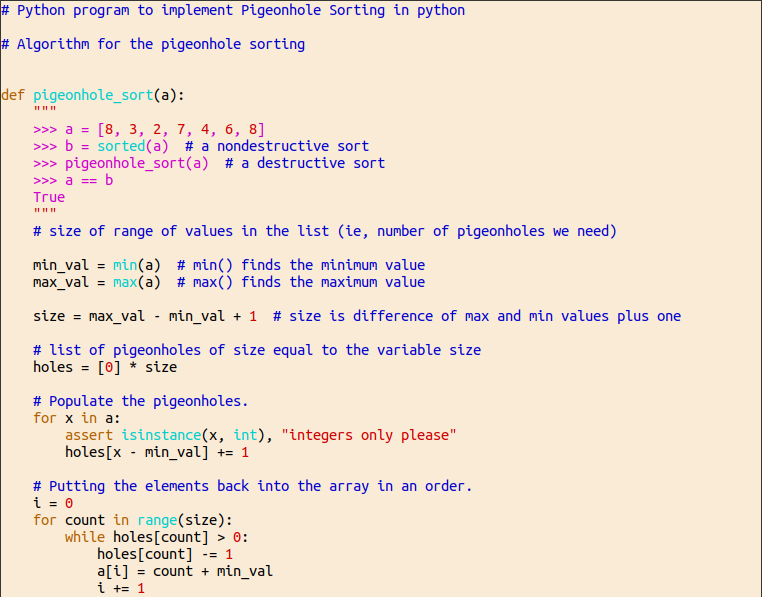 # Python program to implement Pigeonhole Sorting in python

# Algorithm for the pigeonhole sorting


def pigeonhole_sort(a):
    """
    >>> a = [8, 3, 2, 7, 4, 6, 8]
    >>> b = sorted(a)  # a nondestructive sort
    >>> pigeonhole_sort(a)  # a destructive sort
    >>> a == b
    True
    """
    # size of range of values in the list (ie, number of pigeonholes we need)

    min_val = min(a)  # min() finds the minimum value
    max_val = max(a)  # max() finds the maximum value

    size = max_val - min_val + 1  # size is difference of max and min values plus one

    # list of pigeonholes of size equal to the variable size
    holes = [0] * size

    # Populate the pigeonholes.
    for x in a:
        assert isinstance(x, int), "integers only please"
        holes[x - min_val] += 1

    # Putting the elements back into the array in an order.
    i = 0
    for count in range(size):
        while holes[count] > 0:
            holes[count] -= 1
            a[i] = count + min_val
            i += 1